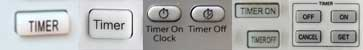 TIMER
Timer
Timer On Timer Off
Clock
TIMER ON
TIMER OFF
TIMER
OFF ON
CANCEL SET